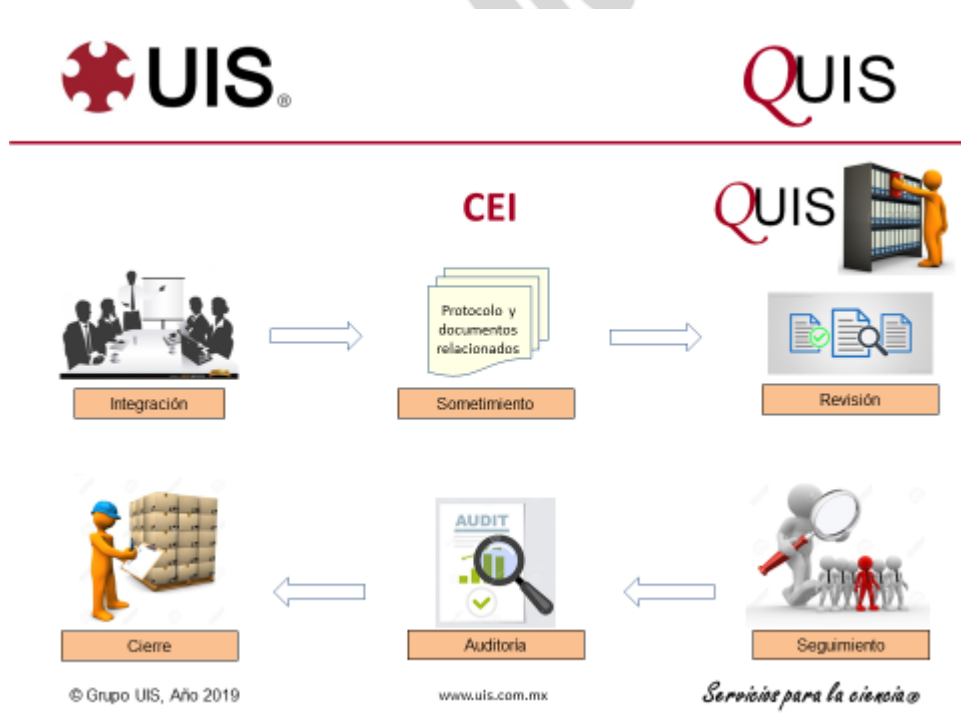 UIS®
QUIS
CEI
QUIS
Protocolo y
documentos
relacionados
Integración
Sometimiento
Revisión
AUDIT
Cierre
Auditoría
Seguimiento
© Grupo UIS, Año 2019
www.uis.com.mx
Servicios para la ciencia®